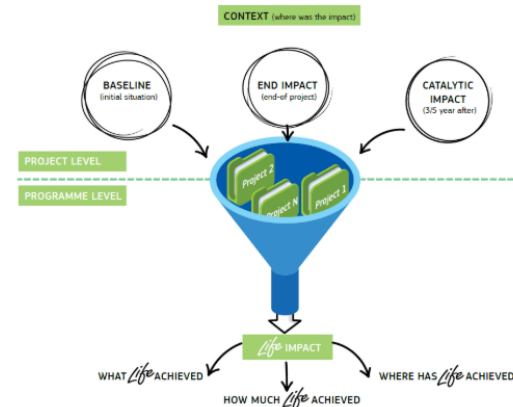 CONTEXT (where was the impact)
BASELINE
(initial situation)
END IMPACT
(end-of project)
CATALYTIC
IMPACT
(3/5 year after)
PROJECT LEVEL
PROGRAMME LEVEL
Project 2
Project N
Project 1
Life IMPACT
WHAT Life ACHIEVED
HOW MUCH Life ACHIEVED
WHERE HAS Life ACHIEVED